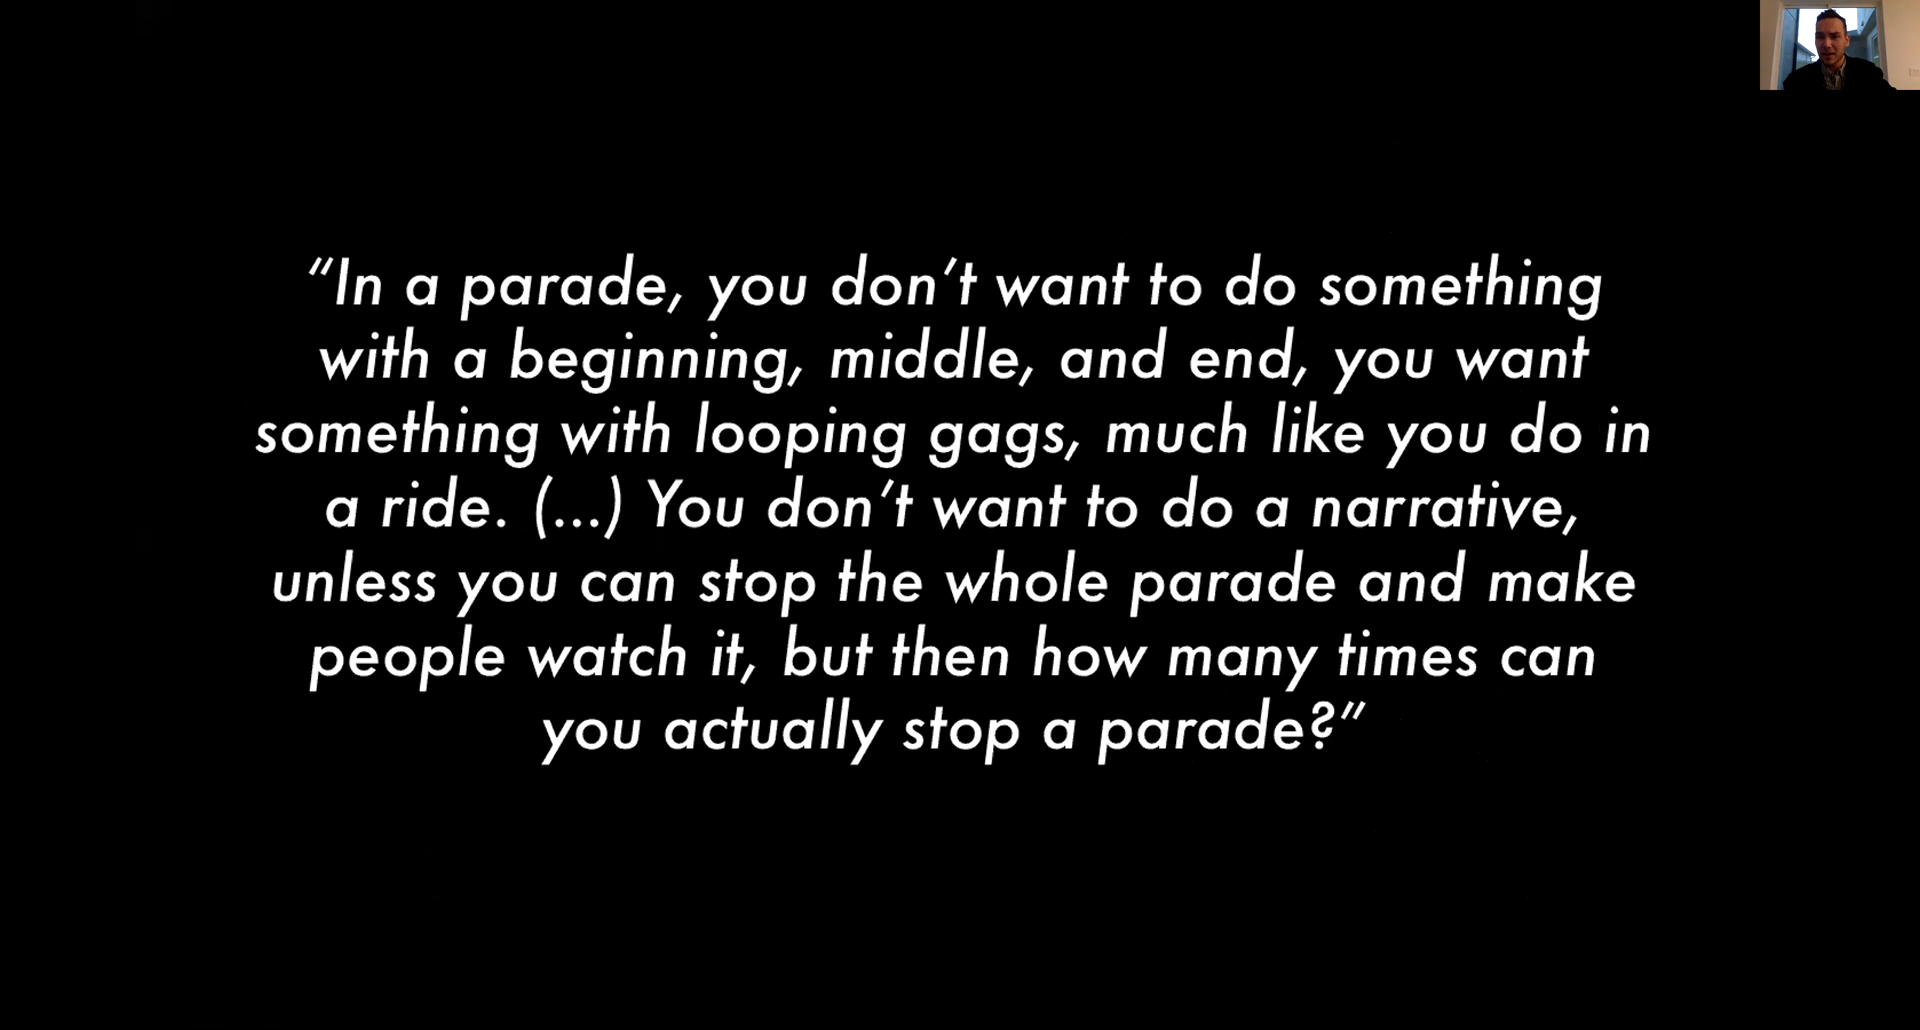 “In a parade, you don’t want to do something
with a beginning, middle, and end, you want
something with looping gags, much like you do in
a ride. (...) You don’t want to do a narrative,
unless you can stop the whole parade and make
people watch it, but then how many times can
you actually stop a parade?”